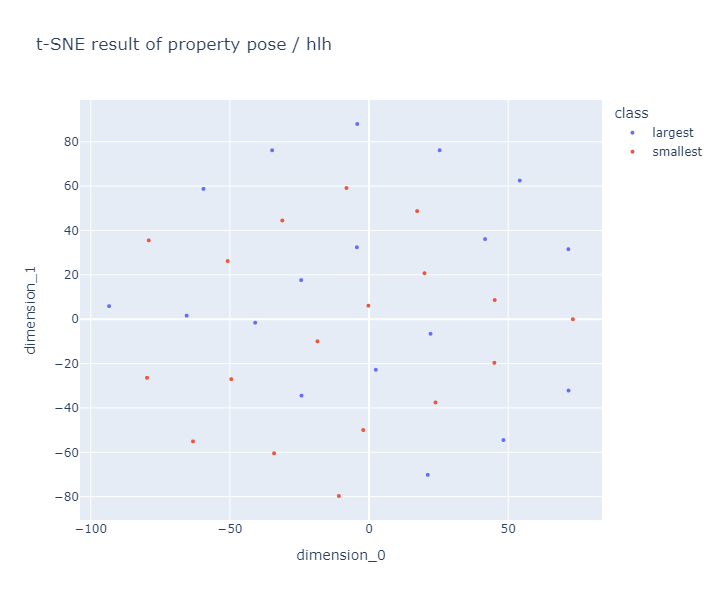 t-SNE result of property pose / hlh
class
largest
smallest
80
60
40
20
0
−20
−40
−60
−80
dimension_1
−100
−50
0
50
dimension_0